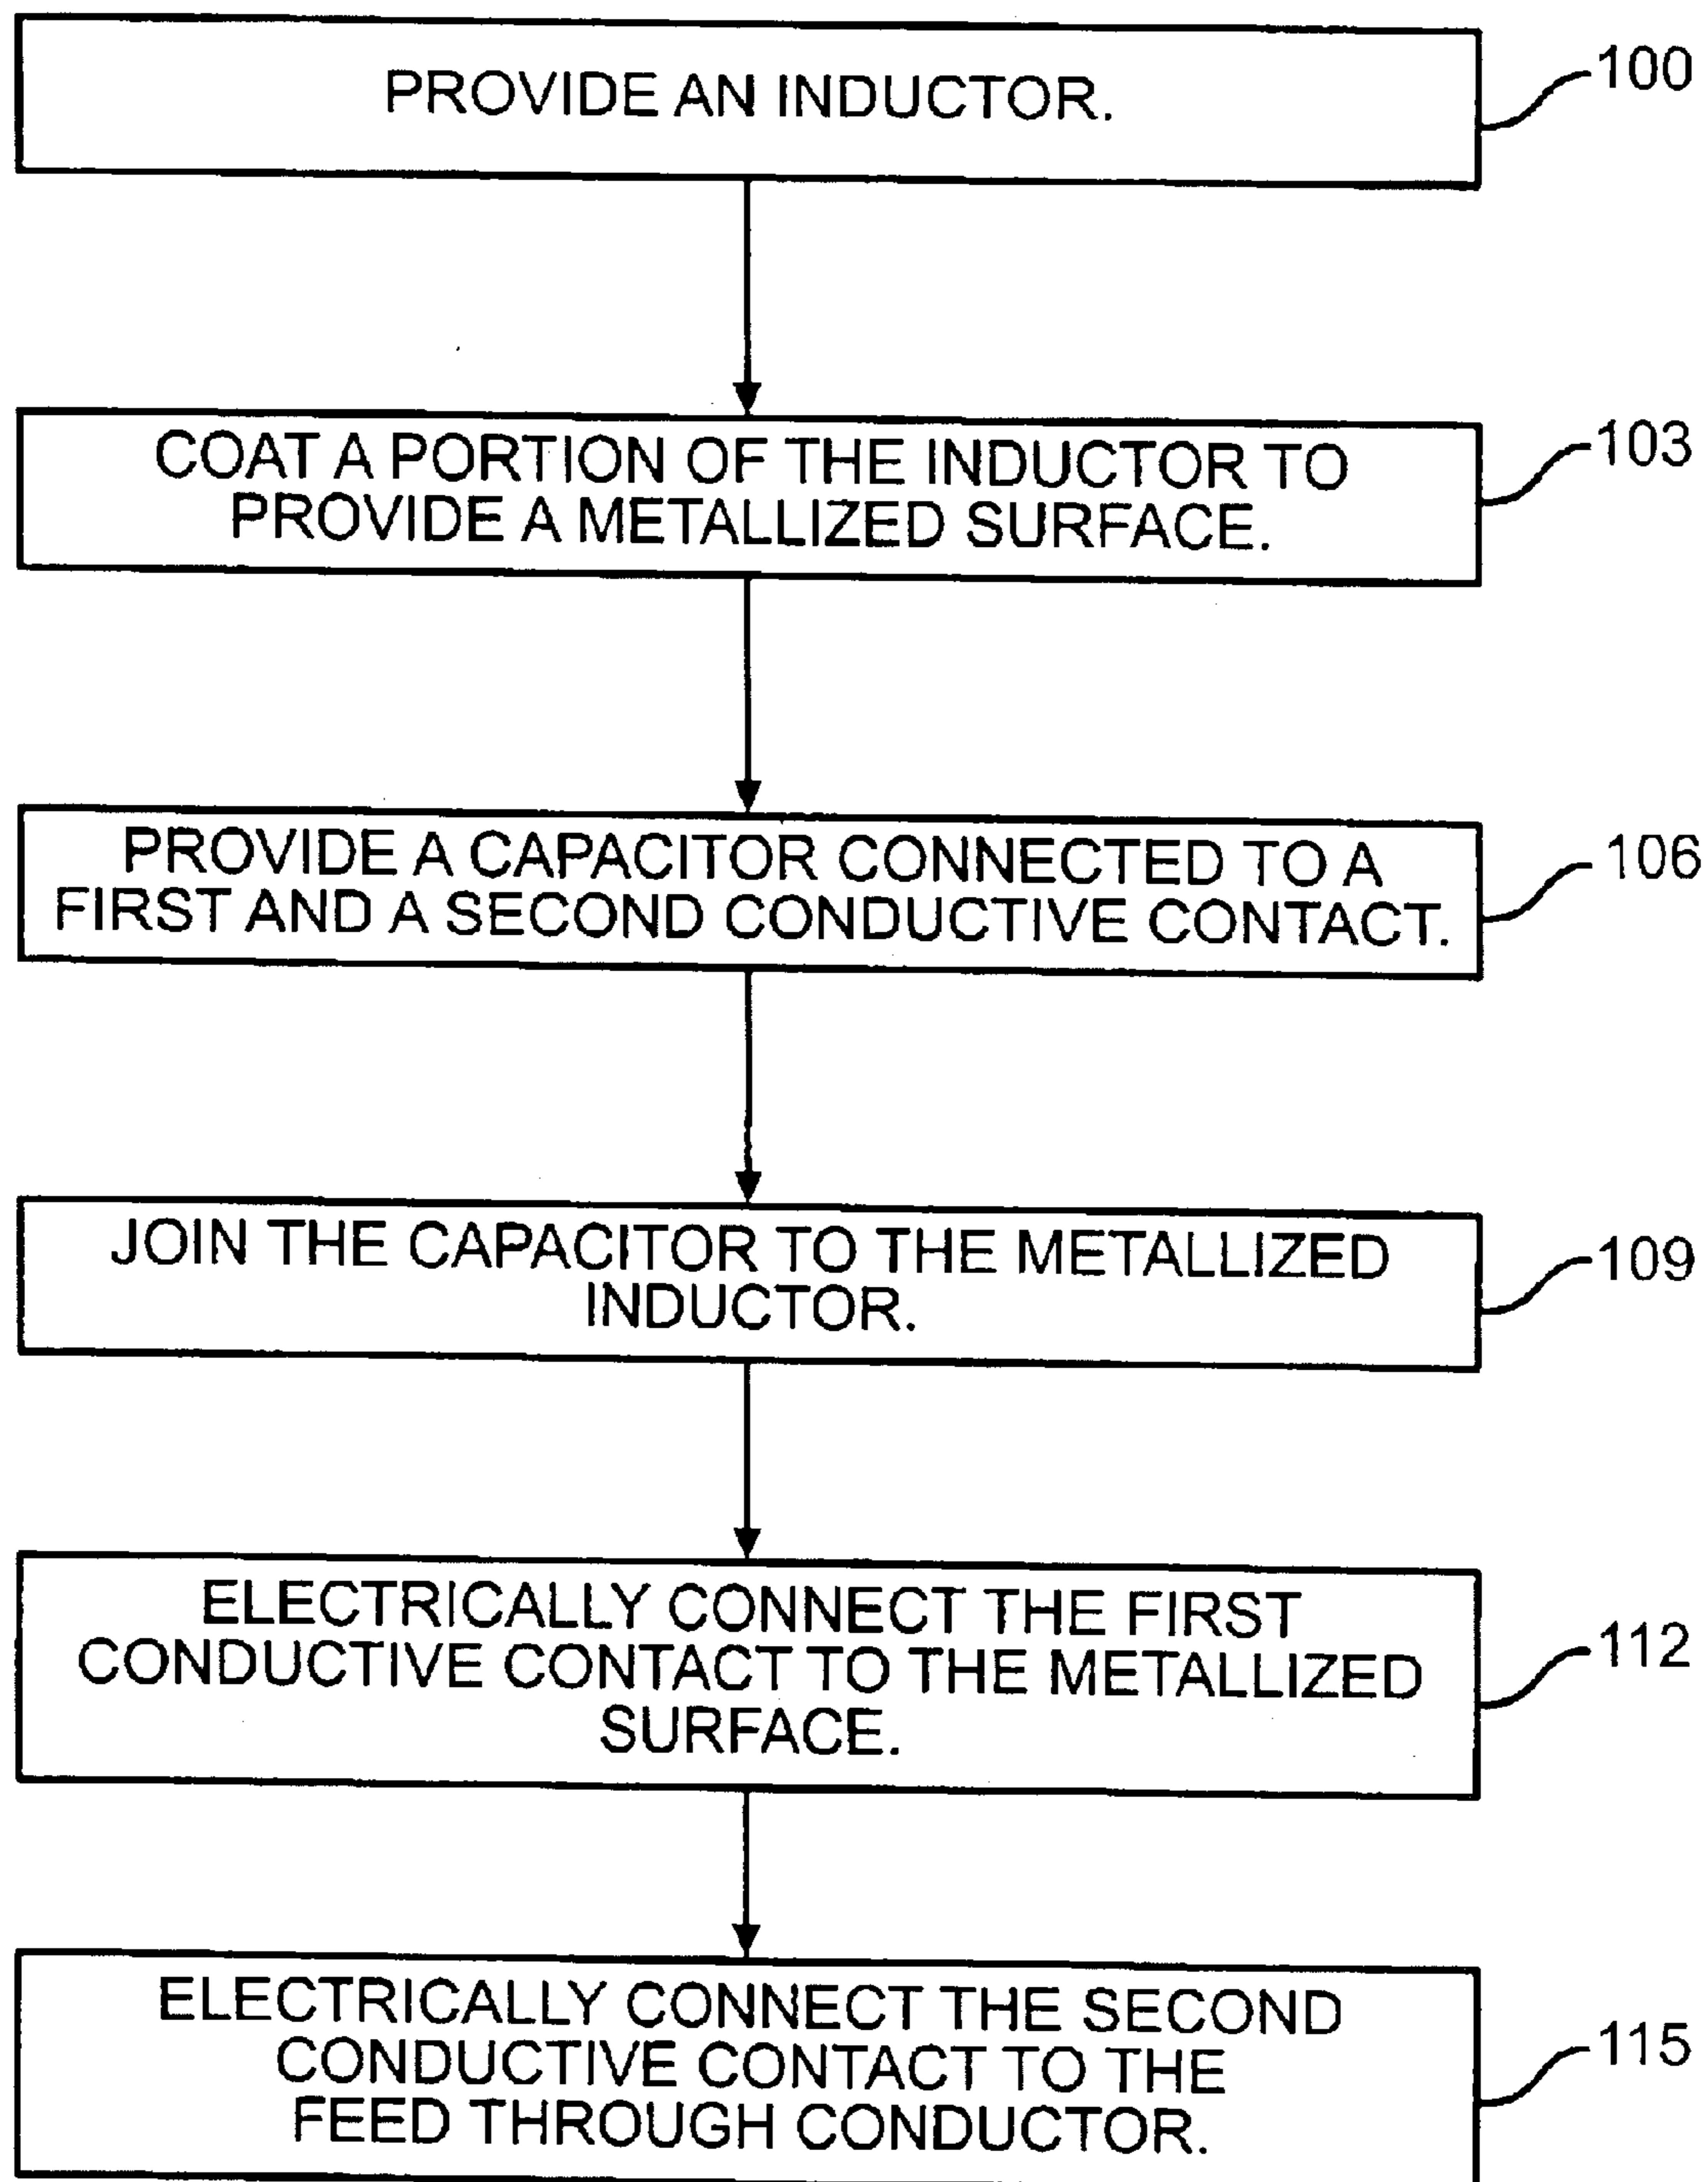 PROVIDE AN INDUCTOR.
100
COAT A PORTION OF THE INDUCTOR TO
PROVIDE A METALLIZED SURFACE.
103
PROVIDE A CAPACITOR CONNECTED TO A
FIRST AND A SECOND CONDUCTIVE CONTACT.
106
JOIN THE CAPACITOR TO THE METALLIZED
INDUCTOR.
109
ELECTRICALLY CONNECT THE FIRST
CONDUCTIVE CONTACT TO THE METALLIZED
SURFACE.
112
ELECTRICALLY CONNECT THE SECOND
CONDUCTIVE CONTACT TO THE
FEED THROUGH CONDUCTOR.
115